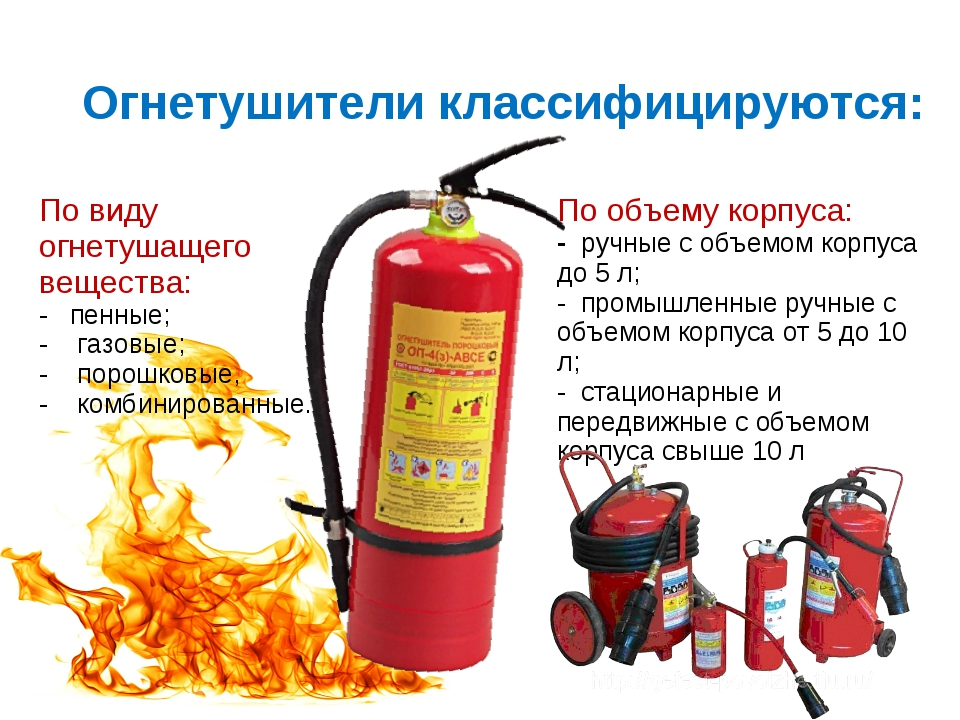 Огнетушители классифицируются:
По виду
огнетушащего
вещества:
- пенные;
- газовые;
- порошковые,
- комбинированные.
По объему корпуса:
- ручные с объемом корпуса
до 5 л;
- промышленные ручные с
объемом корпуса от 5 до 10
л;
- стационарные и
передвижные с объемом
корпуса свыше 10 л
ОГНЕТУШИТЕЛЬ ПОРОШКОВЫЙ
ОП-4(з)-АВСЕ